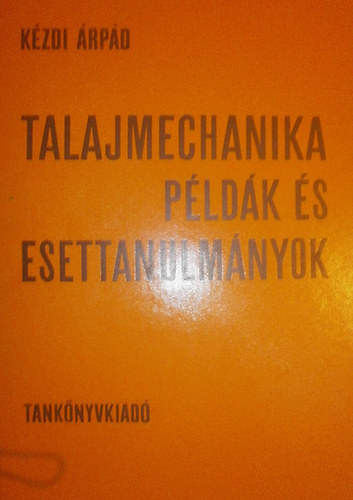 KÉZDI ÁRPÁD
TALAJMECHANIKA
PÉLDÁK ÉS
ESETTANULMÁNYOK
TANKÖNYVKIADÓ